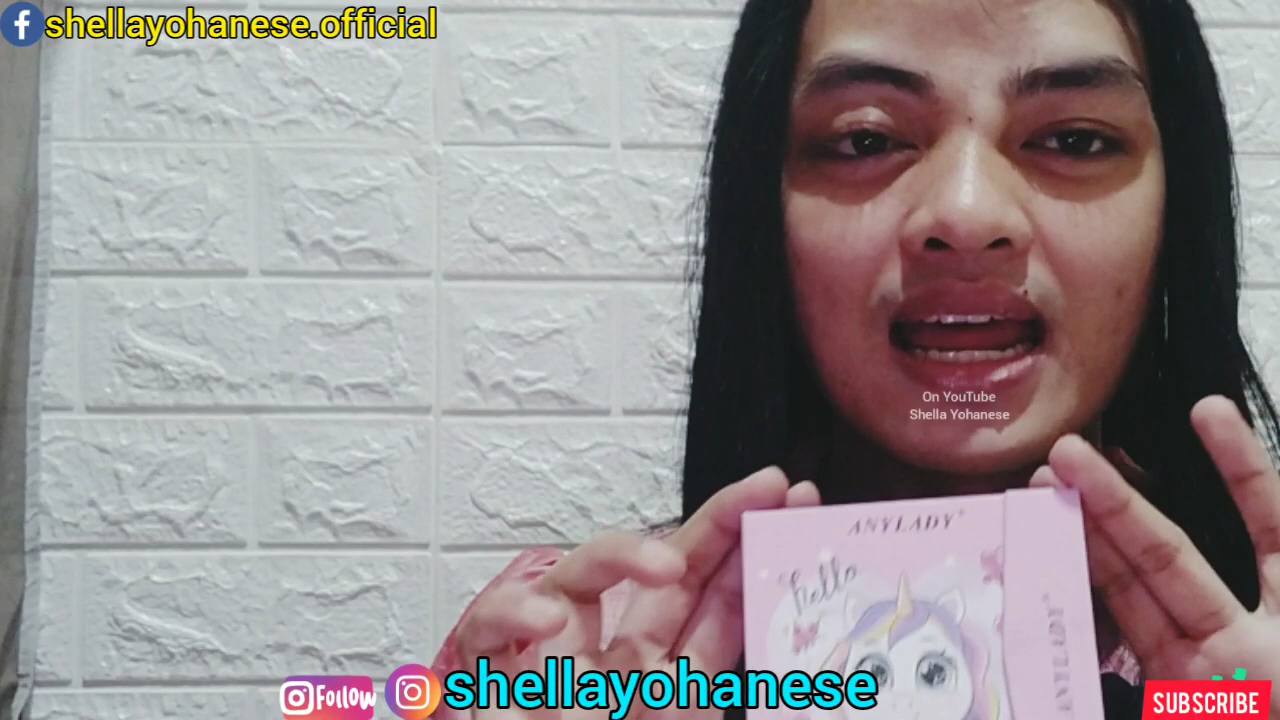 shellayohanese.official
On YouTube
Shella Yohanese
ANYLADY
hello
ANYLADY
Follow
shellayohanese
SUBSCRIBE